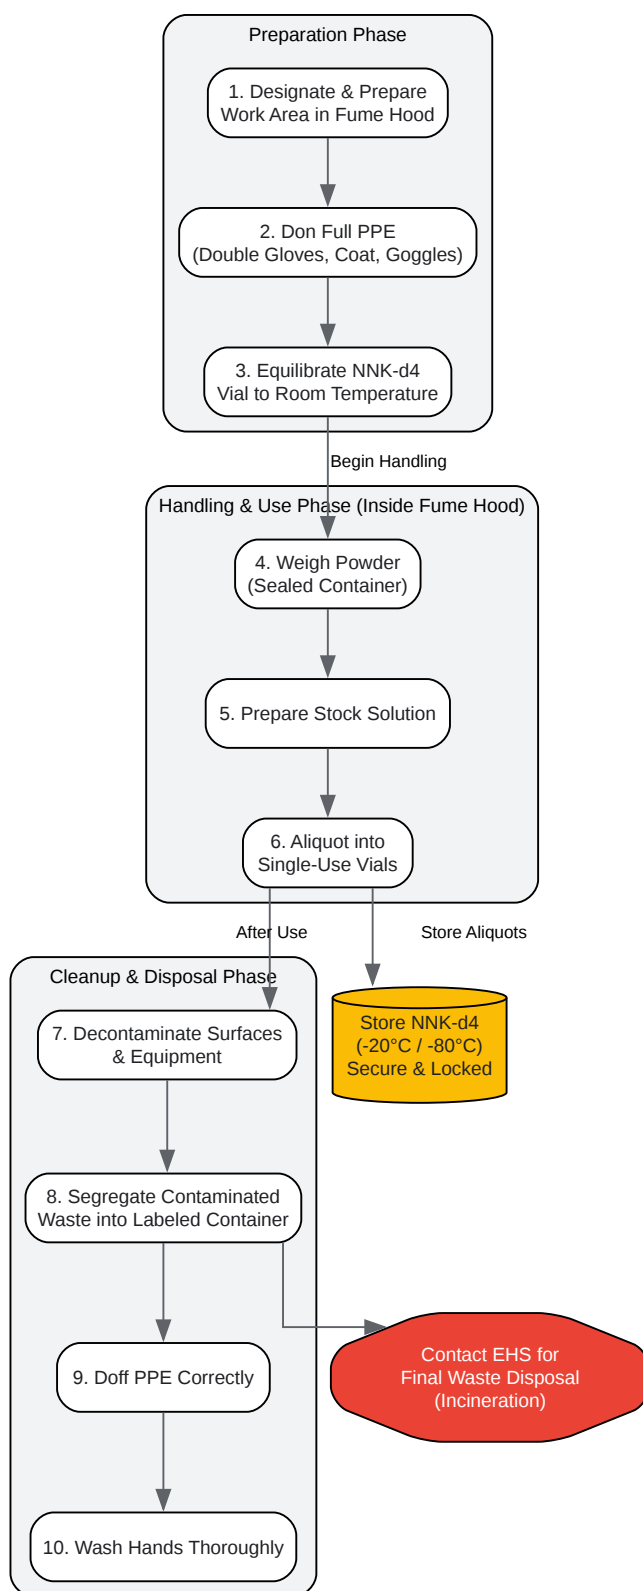 Preparation Phase
1. Designate & Prepare
Work Area in Fume Hood
2. Don Full PPE
(Double Gloves, Coat, Goggles)
3. Equilibrate NNK-d4
Vial to Room Temperature
Begin Handling
Handling & Use Phase (Inside Fume Hood)
4. Weigh Powder
(Sealed Container)
5. Prepare Stock Solution
6. Aliquot into
Single-Use Vials
After Use
Store Aliquots
Cleanup & Disposal Phase
7. Decontaminate Surfaces
& Equipment
Store NNK-d4
(-20°C / -80°C)
Secure & Locked
8. Segregate Contaminated
Waste into Labeled Container
9. Doff PPE Correctly
Contact EHS for
Final Waste Disposal
(Incineration)
10. Wash Hands Thoroughly